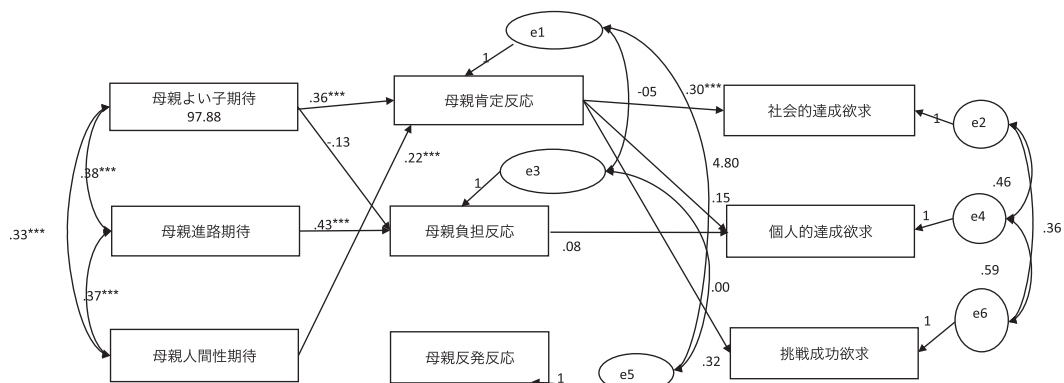 e1
1
母親よい子期待
97.88
.36***
母親肯定反応
-05
.30***
社会的達成欲求
1
e2
-.13
.38***
.22***
1
e3
4.80
.15
.46
.33***
母親進路期待
.43***
母親負担反応
.08
個人的達成欲求
1
e4
.36
.37***
.00
.59
母親人間性期待
母親反発反応
1
e5
.32
挑戦成功欲求
1
e6